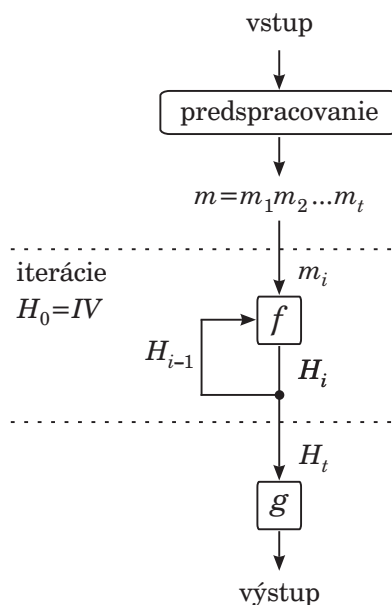 vstup
predspracovanie
m=m₁m₂...mₜ
iterácie
mᵢ
H₀=IV
f
Hᵢ₋₁
Hᵢ
Hₜ
g
výstup